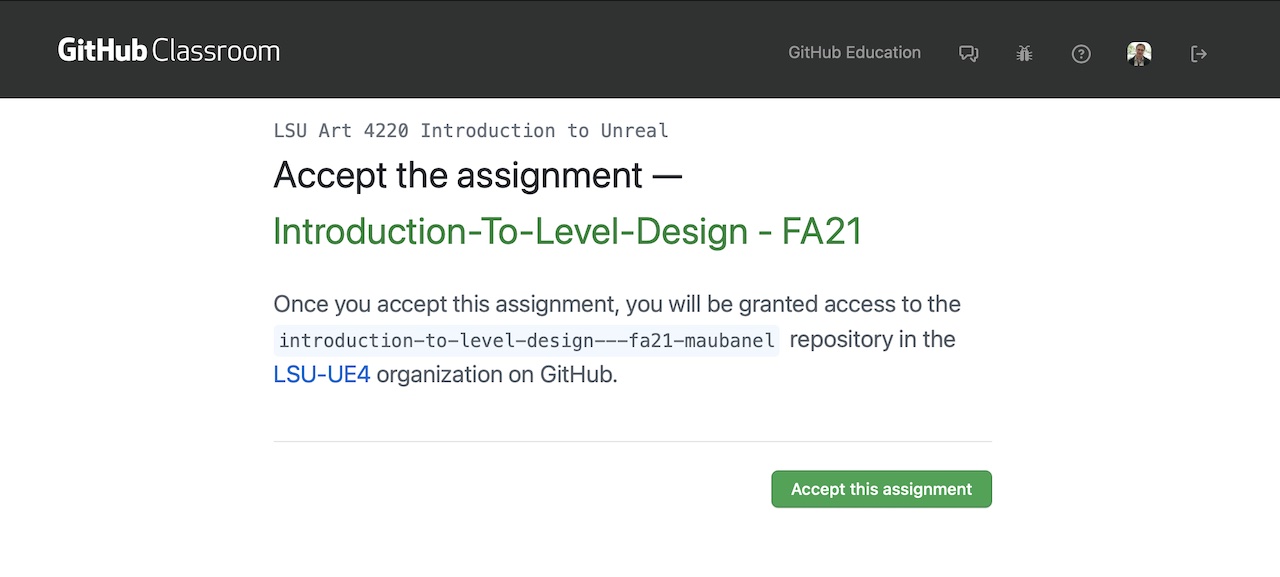 GitHub Classroom
GitHub Education
LSU Art 4220 Introduction to Unreal
Accept the assignment —
Introduction-To-Level-Design - FA21
Once you accept this assignment, you will be granted access to the
introduction-to-level-design---fa21-maubanel repository in the
LSU-UE4 organization on GitHub.
Accept this assignment